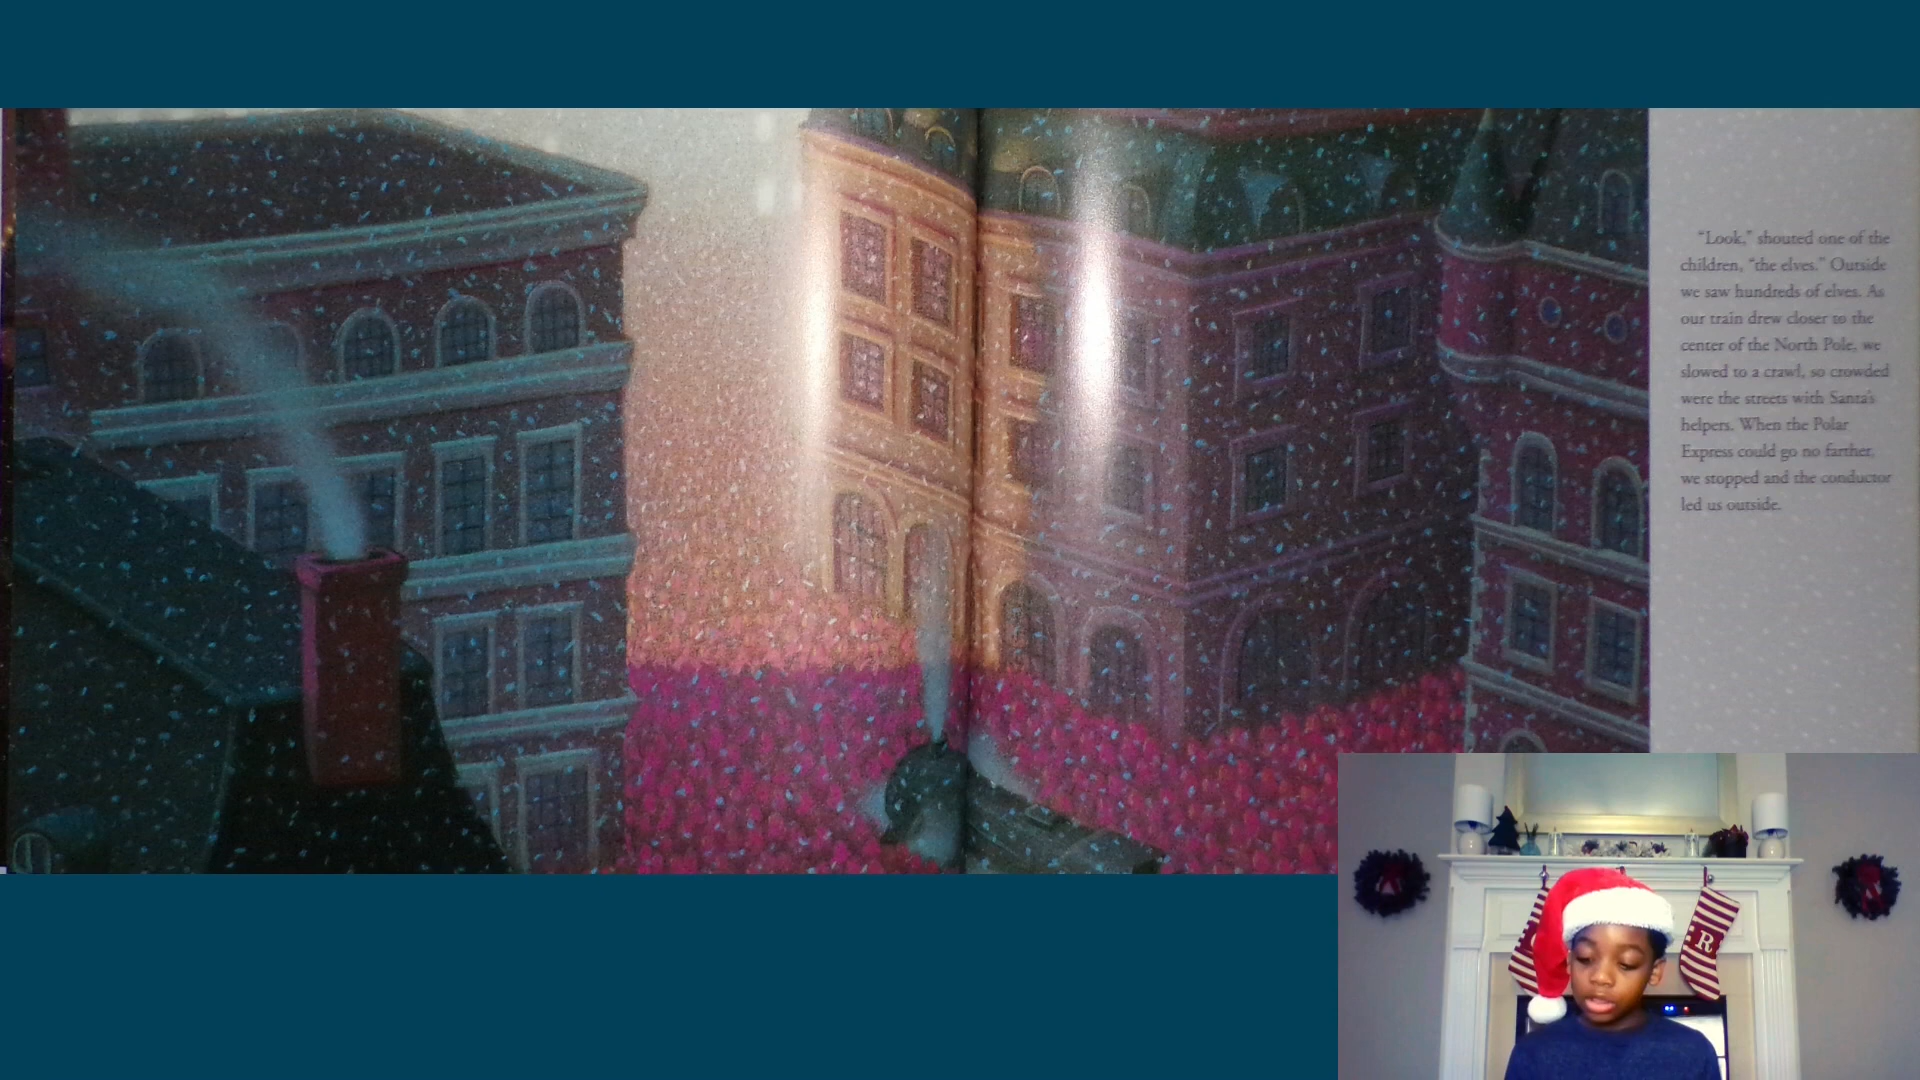 “Look,” shouted one of the
children, “the elves.” Outside
we saw hundreds of elves. As
our train drew closer to the
center of the North Pole, we
slowed to a crawl, so crowded
were the streets with Santa's
helpers. When the Polar
Express could go no farther,
we stopped and the conductor
led us outside.
R